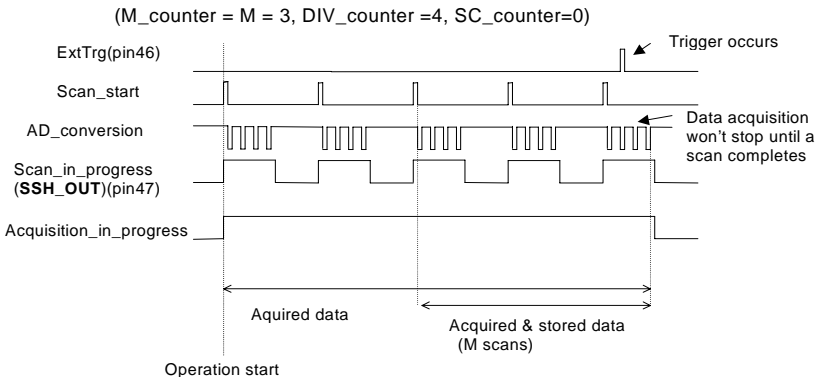 (M_counter = M = 3, DIV_counter =4, SC_counter=0)
ExtTrg(pin46)
Trigger occurs
Scan_start
AD_conversion
Data acquisition
won't stop until a
scan completes
Scan_in_progress
(SSH_OUT)(pin47)
Acquisition_in_progress
Aquired data
Acquired & stored data
(M scans)
Operation start